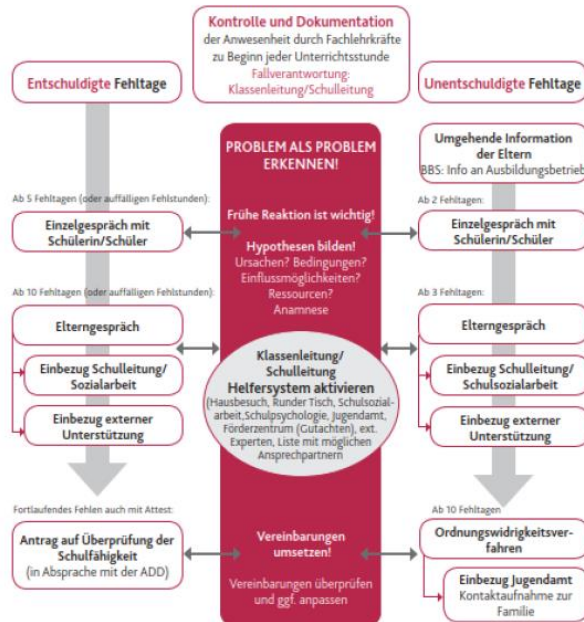 Kontrolle und Dokumentation
der Anwesenheit durch Fachlehrkräfte
zu Beginn jeder Unterrichtsstunde
Fallverantwortung:
Klassenleitung/Schulleitung
Entschuldigte Fehltage
Unentschuldigte Fehltage
PROBLEM ALS PROBLEM
ERKENNEN!
Umgehende Information
der Eltern
BBS: Info an Ausbildungsbetrieb
Ab 5 Fehltagen (oder auffälligen Fehlstunden):
Einzelgespräch mit
Schülerin/Schüler
Frühe Reaktion ist wichtig!
Ab 2 Fehltagen:
Einzelgespräch mit
Schülerin/Schüler
Hypothesen bilden!
Ursachen? Bedingungen?
Einflussmöglichkeiten?
Ressourcen?
Anamnese
Ab 10 Fehltagen (oder auffälligen Fehlstunden):
Elterngespräch
Einbezug Schulleitung/
Sozialarbeit
Einbezug externer
Unterstützung
Klassenleitung/
Schulleitung
Helfersystem aktivieren
(Hausbesuch, Runder Tisch, Schulsozial-
arbeit,Schulpsychologie, Jugendamt,
Förderzentrum (Gutachten), ext.
Experten, Liste mit möglichen
Ansprechpartnern
Ab 3 Fehltagen:
Elterngespräch
Einbezug Schulleitung/
Schulsozialarbeit
Einbezug externer
Unterstützung
Fortlaufendes Fehlen auch mit Attest:
Antrag auf Überprüfung der
Schulfähigkeit
(in Absprache mit der ADD)
Vereinbarungen
umsetzen!
Vereinbarungen überprüfen
und ggf. anpassen
Ab 10 Fehltagen
Ordnungswidrigkeitsver-
fahren
Einbezug Jugendamt
Kontaktaufnahme zur
Familie